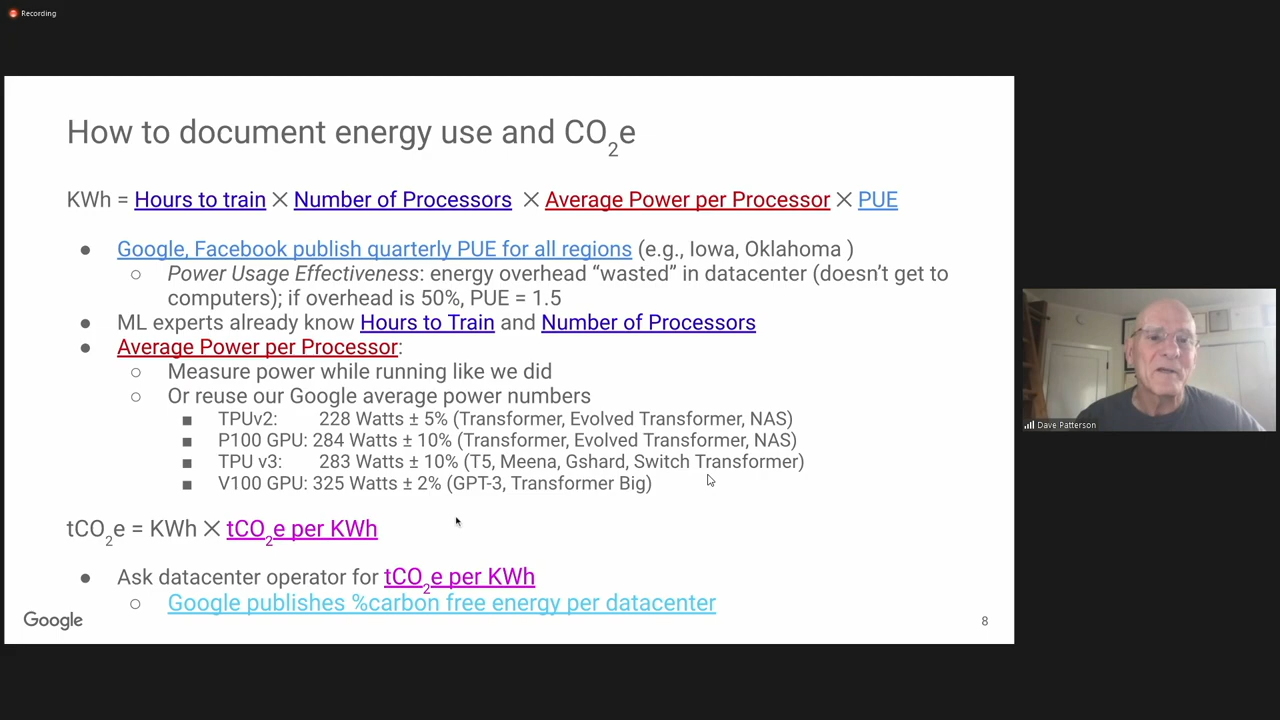 Recording
How to document energy use and CO2e
KWh = Hours to train × Number of Processors × Average Power per Processor × PUE
● Google, Facebook publish quarterly PUE for all regions (e.g., Iowa, Oklahoma )
○ Power Usage Effectiveness: energy overhead “wasted” in datacenter (doesn’t get to
computers); if overhead is 50%, PUE = 1.5
● ML experts already know Hours to Train and Number of Processors
● Average Power per Processor:
○ Measure power while running like we did
○ Or reuse our Google average power numbers
■ TPUv2: 228 Watts ± 5% (Transformer, Evolved Transformer, NAS)
■ P100 GPU: 284 Watts ± 10% (Transformer, Evolved Transformer, NAS)
■ TPU v3: 283 Watts ± 10% (T5, Meena, Gshard, Switch Transformer)
■ V100 GPU: 325 Watts ± 2% (GPT-3, Transformer Big)
tCO2e = KWh × tCO2e per KWh
● Ask datacenter operator for tCO2e per KWh
○ Google publishes %carbon free energy per datacenter
Google
8
Dave Patterson